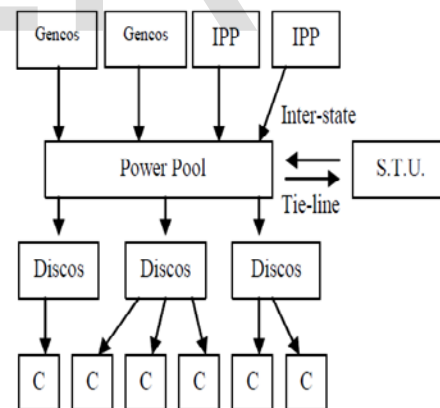 Gencos Gencos IPP IPP
Inter-state
Power Pool S.T.U.
Tie-line
Discos Discos Discos
C C C C C C